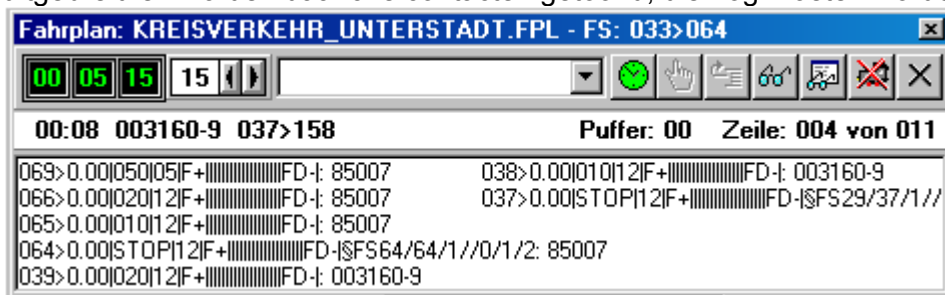 Fahrplan: KREISVERKEHR_UNTERSTADT.FPL - FS: 033>064
00 05 15 15
00:08 003160-9 037>158 Puffer: 00 Zeile: 004 von 011
069>0.00|050|05|F+||||||||||||||||FD-|: 85007 038>0.00|010|12|F+||||||||||||||||FD-|: 003160-9
066>0.00|020|12|F+||||||||||||||||FD-|: 85007 037>0.00|STOP|12|F+||||||||||||||||FD-|§FS29/37/1//
065>0.00|010|12|F+||||||||||||||||FD-|: 85007
064>0.00|STOP|12|F+||||||||||||||||FD-|§FS64/64/1//0/1/2: 85007
039>0.00|020|12|F+||||||||||||||||FD-|: 003160-9